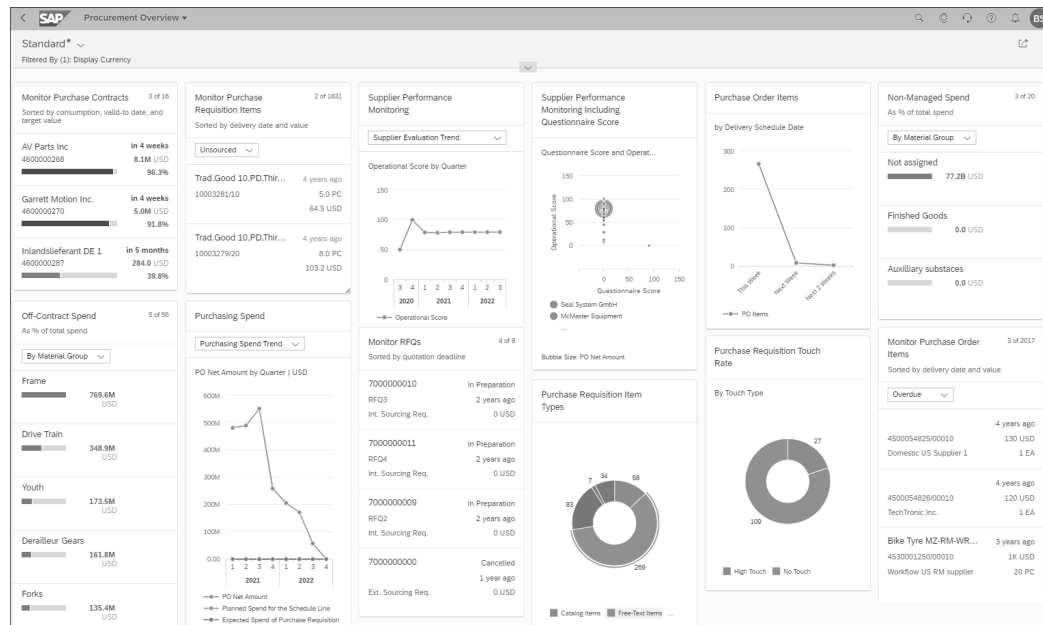 SAP Procurement Overview
BS
Standard*
Filtered By (1): Display Currency
Monitor Purchase Contracts 3 of 16
Sorted by consumption, valid-to date, and
target value
AV Parts Inc in 4 weeks
4600000268 8.1M USD
96.3%
Garrett Motion Inc. in 4 weeks
4600000270 5.0M USD
91.8%
Inlandslieferant DE 1 in 5 months
4600000287 284.0 USD
39.8%
Off-Contract Spend 5 of 56
As % of total spend
By Material Group
Frame
769.6M
USD
Drive Train
348.9M
USD
Youth
173.5M
USD
Derailleur Gears
161.8M
USD
Forks
135.4M
USD
Monitor Purchase 2 of 1831
Requisition Items
Sorted by delivery date and value
Unsourced
Trad.Good 10,PD,Thir... 4 years ago
10003281/10 5.0 PC
64.5 USD
Trad.Good 10,PD,Thir... 4 years ago
10003279/20 8.0 PC
103.2 USD
Purchasing Spend
Purchasing Spend Trend
PO Net Amount by Quarter | USD
600M
500M
400M
300M
200M
100M
0.00
1 2 3 4 1 2 3 4
2021 2022
PO Net Amount
Planned Spend for the Schedule Line
Expected Spend of Purchase Requisition
Supplier Performance
Monitoring
Supplier Evaluation Trend
Operational Score by Quarter
150
100
50
0
3 4 1 2 3 4 1 2 3
2020 2021 2022
Operational Score
Monitor RFQs 4 of 8
Sorted by quotation deadline
7000000010 In Preparation
RFQ3 2 years ago
Int. Sourcing Req. 0 USD
7000000011 In Preparation
RFQ4 2 years ago
Int. Sourcing Req. 0 USD
7000000009 In Preparation
RFQ2 2 years ago
Int. Sourcing Req. 0 USD
7000000000 Cancelled
1 year ago
Ext. Sourcing Req. 0 USD
Supplier Performance
Monitoring Including
Questionnaire Score
Questionnaire Score and Operat...
Operational Score
150
100
50
0
0 50 100 150
Questionnaire Score
Seal System GmbH
McMaster Equipment
...
Bubble Size: PO Net Amount
Purchase Requisition Item
Types
7 34 58
83
269
Catalog Items Free-Text Items ...
Purchase Order Items
by Delivery Schedule Date
300
200
100
0
This Week Next Week Next 2 Weeks
PO Items
Purchase Requisition Touch
Rate
By Touch Type
27
109
High Touch No Touch
Non-Managed Spend 3 of 20
As % of total spend
By Material Group
Not assigned
77.2B USD
Finished Goods
0.0 USD
Auxilliary substaces
0.0 USD
Monitor Purchase Order 3 of 2017
Items
Sorted by delivery date and value
Overdue
4 years ago
4500054825/00010 130 USD
Domestic US Supplier 1 1 EA
4 years ago
4500054826/00010 120 USD
TechTronic Inc. 1 EA
Bike Tyre MZ-RM-WR... 3 years ago
4530001250/00010 1K USD
Workflow US RM supplier 20 PC